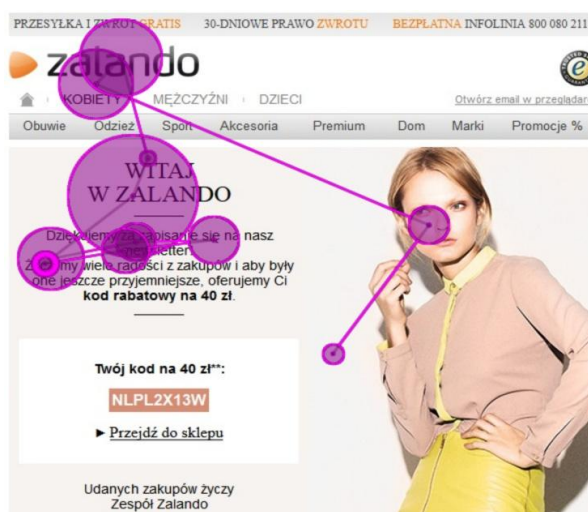 PRZESYŁKA I ZWROT GRATIS 30-DNIOWE PRAWO ZWROTU BEZPŁATNA INFOLINIA 800 080 211
zalando
KOBIETY MĘŻCZYŹNI DZIECI Otwórz email w przeglądar
Obuwie Odzież Sport Akcesoria Premium Dom Marki Promocje %
WITAJ
W ZALANDO
Dziękujemy za zapisanie się na nasz
newsletter.
my wiele radości z zakupów i aby były
one jeszcze przyjemniejsze, oferujemy Ci
kod rabatowy na 40 zł.
Twój kod na 40 zł**:
NLPL2X13W
► Przejdź do sklepu
Udanych zakupów życzy
Zespół Zalando